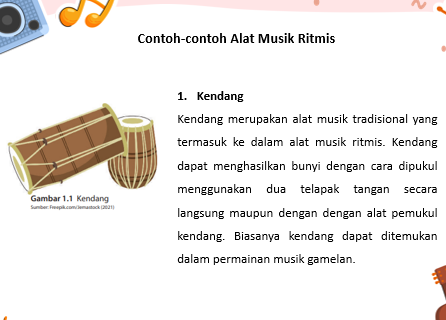 Contoh-contoh Alat Musik Ritmis
1. Kendang
Kendang merupakan alat musik tradisional yang
termasuk ke dalam alat musik ritmis. Kendang
dapat menghasilkan bunyi dengan cara dipukul
menggunakan dua telapak tangan secara
langsung maupun dengan dengan alat pemukul
kendang. Biasanya kendang dapat ditemukan
dalam permainan musik gamelan.
Gambar 1.1 Kendang
Sumber: Freepik.com/Jemastock (2021)